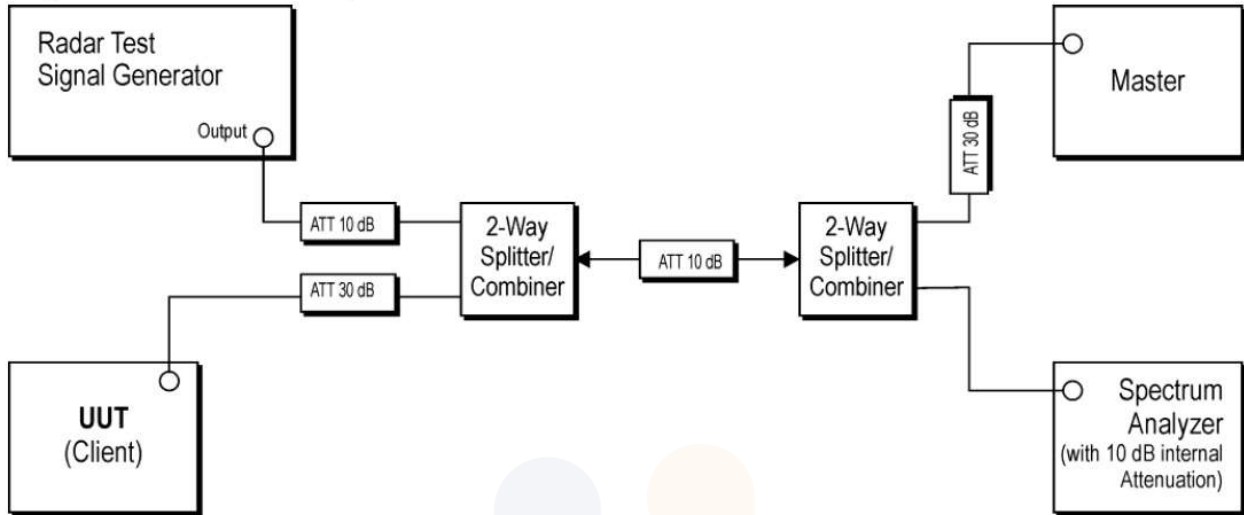 Radar Test
Signal Generator
Output
ATT 10 dB
ATT 30 dB
UUT
(Client)
2-Way
Splitter/
Combiner
ATT 10 dB
2-Way
Splitter/
Combiner
ATT 30 dB
Master
Spectrum
Analyzer
(with 10 dB internal
Attenuation)